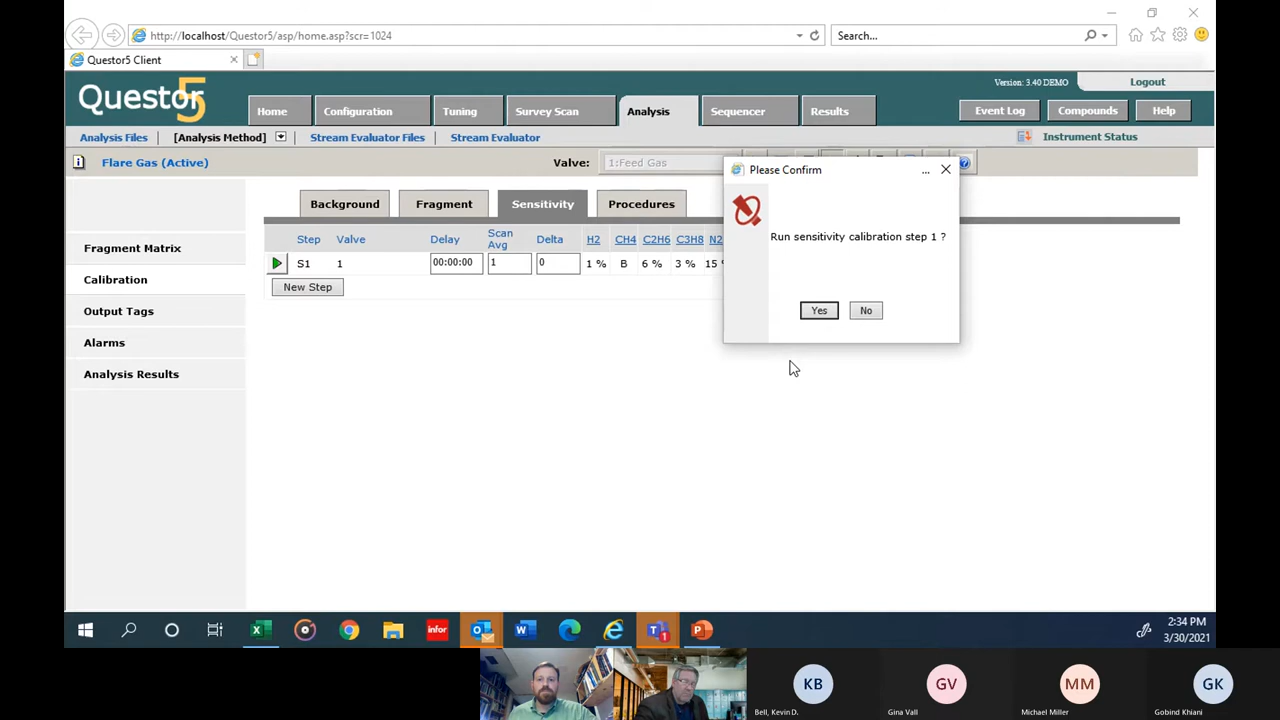 http://localhost/Questor5/asp/home.asp?scr=1024
Search...
Questor5 Client
Version: 3.40 DEMO
Logout
Questor5
Home
Configuration
Tuning
Survey Scan
Analysis
Sequencer
Results
Event Log
Compounds
Help
Analysis Files
[Analysis Method]
Stream Evaluator Files
Stream Evaluator
Instrument Status
Flare Gas (Active)
Valve:
1:Feed Gas
Please Confirm
...
Run sensitivity calibration step 1 ?
Yes
No
Background
Fragment
Sensitivity
Procedures
Fragment Matrix
Calibration
Output Tags
Alarms
Analysis Results
Step Valve Delay Scan Avg Delta H2 CH4 C2H6 C3H8 N2
S1 1 00:00:00 1 0 1 % B 6 % 3 % 15
New Step
infor
1
2:34 PM
3/30/2021
KB
GV
MM
GK
Bell, Kevin D.
Gina Vall
Michael Miller
Gobind Khiani